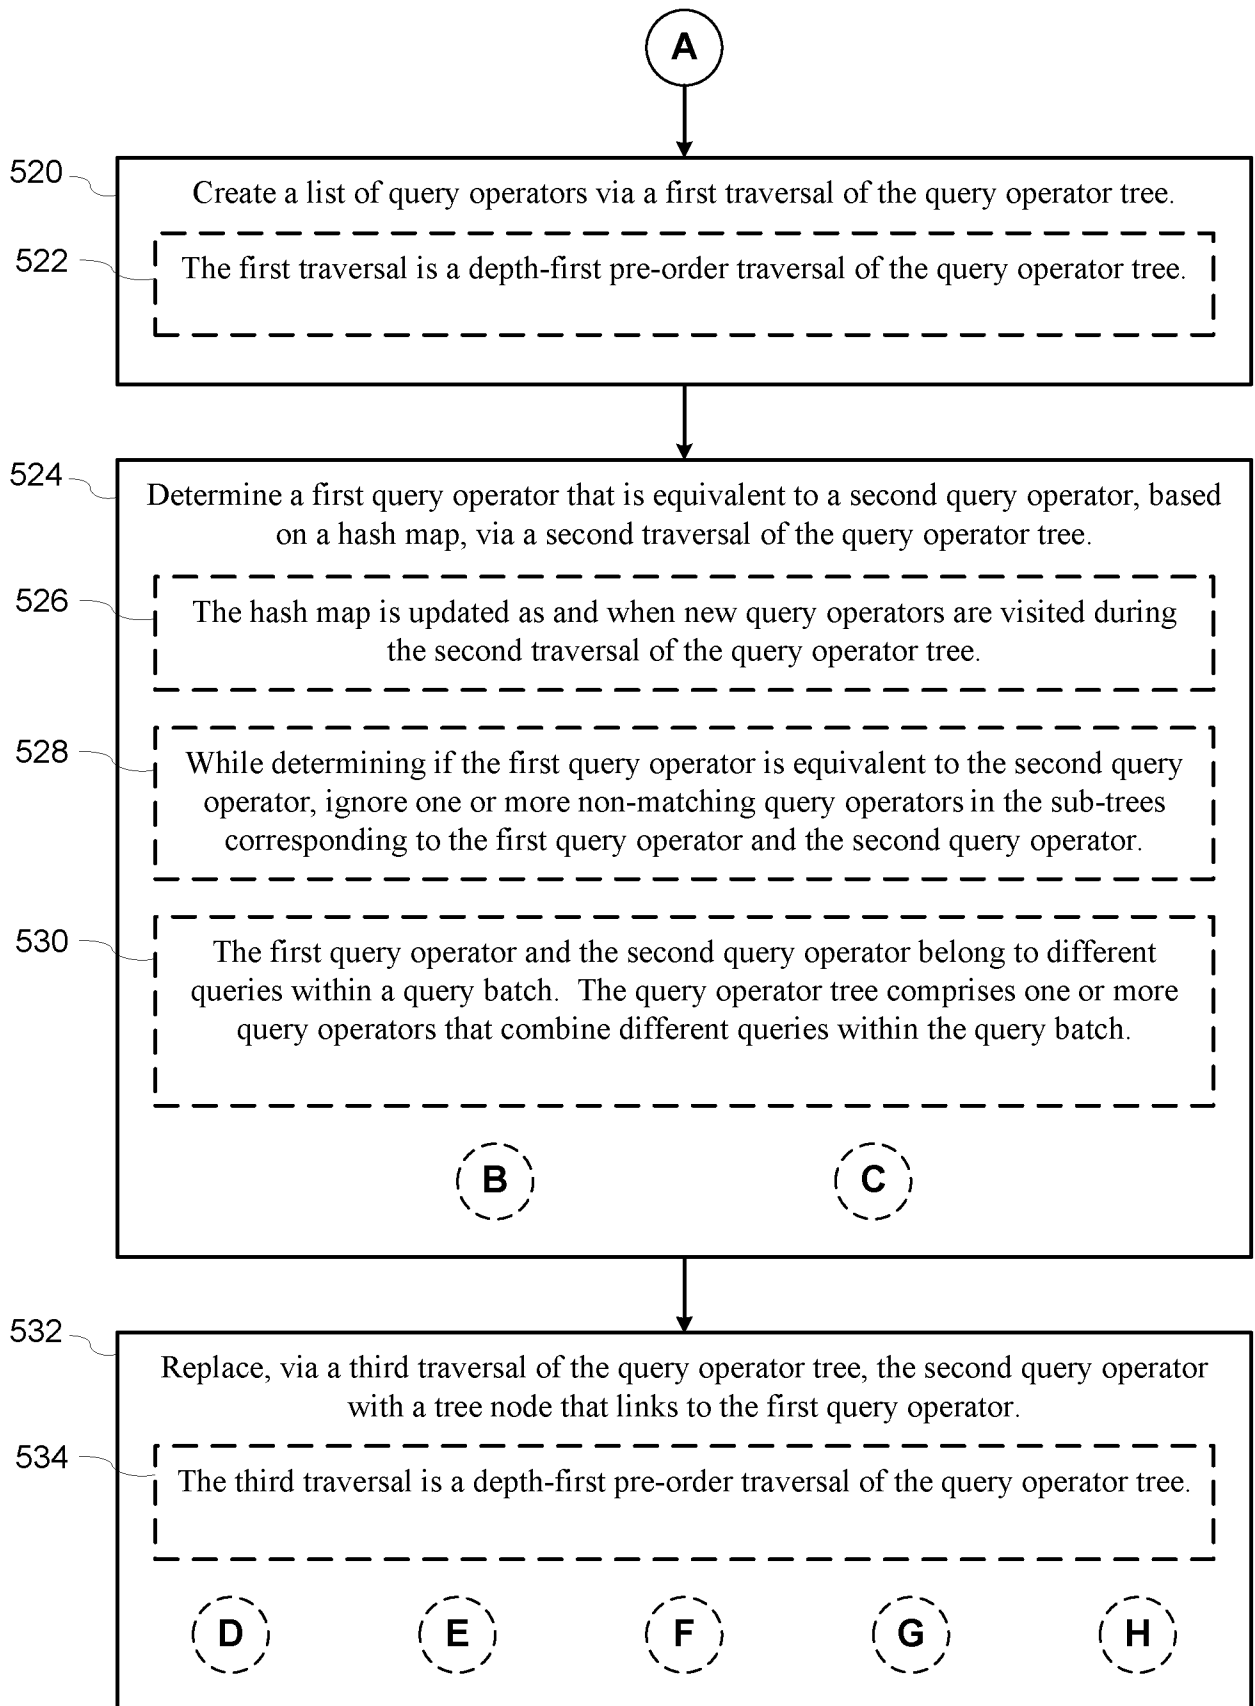 A
520
Create a list of query operators via a first traversal of the query operator tree.
522
The first traversal is a depth-first pre-order traversal of the query operator tree.
524
Determine a first query operator that is equivalent to a second query operator, based
on a hash map, via a second traversal of the query operator tree.
526
The hash map is updated as and when new query operators are visited during
the second traversal of the query operator tree.
528
While determining if the first query operator is equivalent to the second query
operator, ignore one or more non-matching query operators in the sub-trees
corresponding to the first query operator and the second query operator.
530
The first query operator and the second query operator belong to different
queries within a query batch. The query operator tree comprises one or more
query operators that combine different queries within the query batch.
B C
532
Replace, via a third traversal of the query operator tree, the second query operator
with a tree node that links to the first query operator.
534
The third traversal is a depth-first pre-order traversal of the query operator tree.
D E F G H